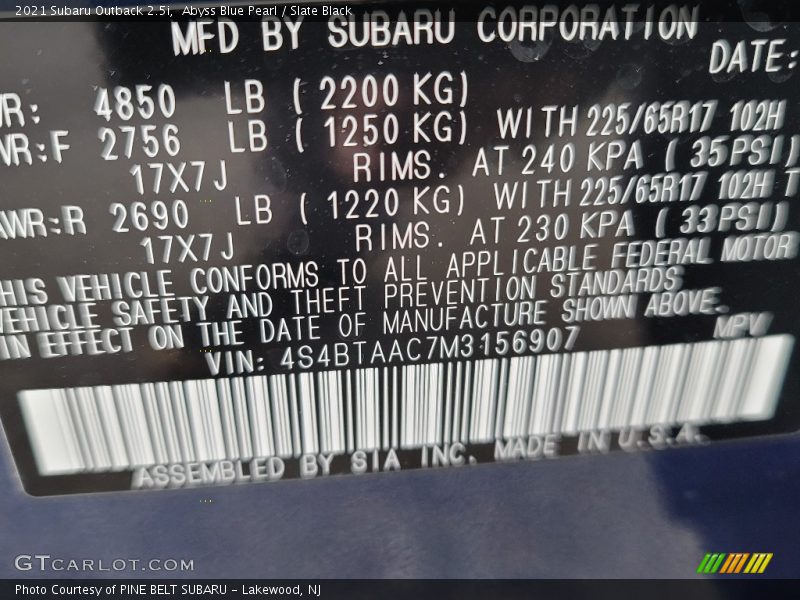 2021 Subaru Outback 2.5i,  Abyss Blue Pearl / Slate Black
MFD BY SUBARU CORPORATION
DATE:
WR: 4850 LB ( 2200 KG)
WR:F 2756 LB ( 1250 KG) WITH 225/65R17 102H
17X7J RIMS. AT 240 KPA ( 35PSI)
AWR:R 2690 LB ( 1220 KG) WITH 225/65R17 102H T
17X7J RIMS. AT 230 KPA ( 33PSI)
HIS VEHICLE CONFORMS TO ALL APPLICABLE FEDERAL MOTOR
VEHICLE SAFETY AND THEFT PREVENTION STANDARDS
IN EFFECT ON THE DATE OF MANUFACTURE SHOWN ABOVE.
VIN: 4S4BTAAC7M3156907 MPV
ASSEMBLED BY SIA INC. MADE IN U.S.A.
GTCARLOT.COM
Photo Courtesy of PINE BELT SUBARU - Lakewood, NJ